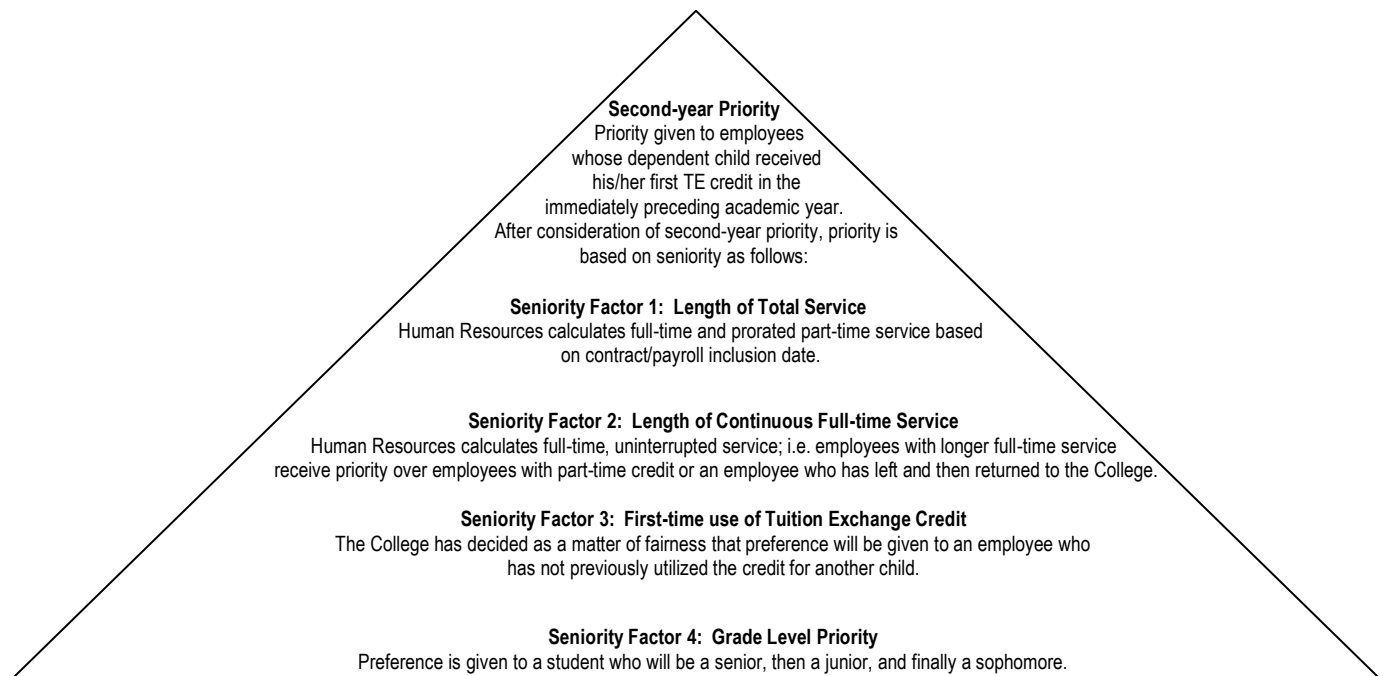 Second-year Priority
Priority given to employees
whose dependent child received
his/her first TE credit in the
immediately preceding academic year.
After consideration of second-year priority, priority is
based on seniority as follows:
Seniority Factor 1:  Length of Total Service
Human Resources calculates full-time and prorated part-time service based
on contract/payroll inclusion date.
Seniority Factor 2:  Length of Continuous Full-time Service
Human Resources calculates full-time, uninterrupted service; i.e. employees with longer full-time service
receive priority over employees with part-time credit or an employee who has left and then returned to the College.
Seniority Factor 3:  First-time use of Tuition Exchange Credit
The College has decided as a matter of fairness that preference will be given to an employee who
has not previously utilized the credit for another child.
Seniority Factor 4:  Grade Level Priority
Preference is given to a student who will be a senior, then a junior, and finally a sophomore.